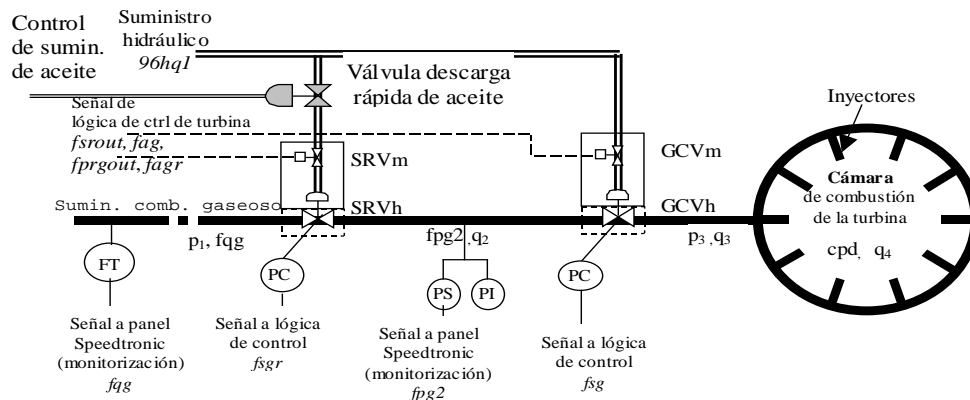 Control
de sumin.
de aceite
Suministro
hidráulico
96hq1
Válvula descarga
rápida de aceite
Señal de
lógica de ctrl de turbina
fsrout, fag,
fprgout, fagr
SRVm
GCVm
Inyectores
Sumin. comb. gaseoso
SRVh
GCVh
Cámara
de combustión
de la turbina
cpd, q4
p1, fqg
fpg2 ,q2
p3 ,q3
FT
PC
PS
PI
PC
Señal a panel
Speedtronic
(monitorización)
fqg
Señal a lógica
de control
fsgr
Señal a panel
Speedtronic
(monitorización)
fpg2
Señal a lógica
de control
fsg